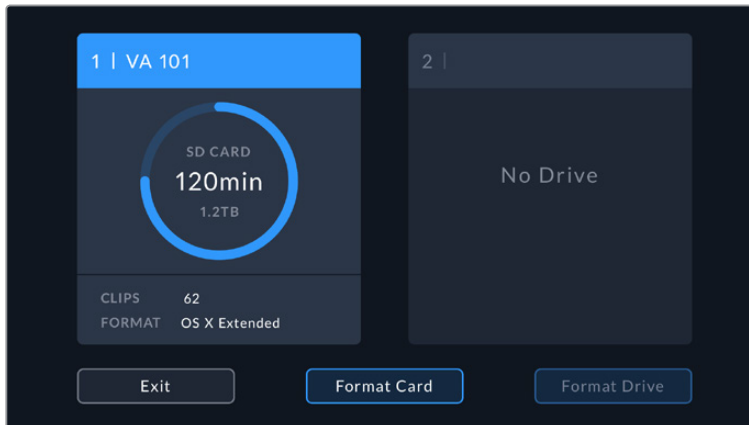 1 | VA 101
SD CARD
120min
1.2TB
CLIPS 62
FORMAT OS X Extended
2 |
No Drive
Exit
Format Card
Format Drive